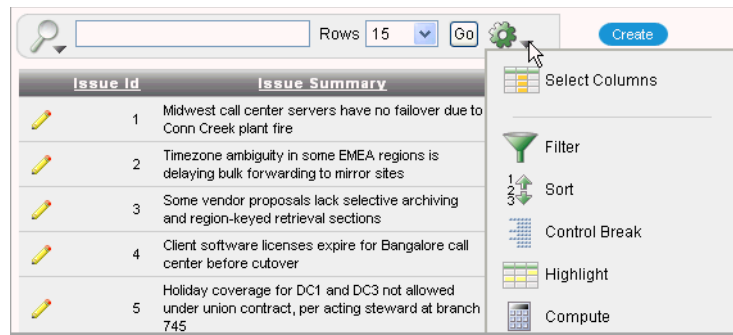 Rows 15 Go Create
Issue Id Issue Summary
Select Columns
1 Midwest call center servers have no failover due to
Conn Creek plant fire
2 Timezone ambiguity in some EMEA regions is
delaying bulk forwarding to mirror sites
3 Some vendor proposals lack selective archiving
and region-keyed retrieval sections
4 Client software licenses expire for Bangalore call
center before cutover
5 Holiday coverage for DC1 and DC3 not allowed
under union contract, per acting steward at branch
745
Filter
1
2
3 Sort
Control Break
Highlight
Compute